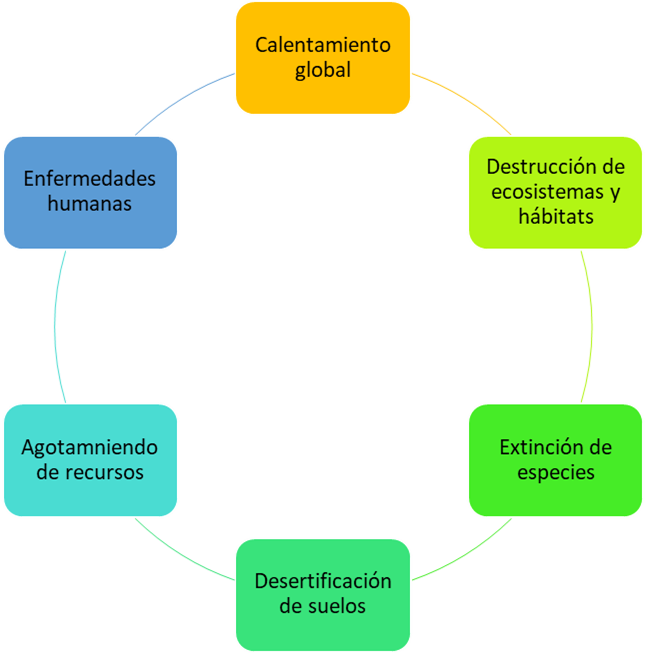 Calentamiento
global
Destrucción de
ecosistemas y
hábitats
Extinción de
especies
Desertificación
de suelos
Agotamniendo
de recursos
Enfermedades
humanas